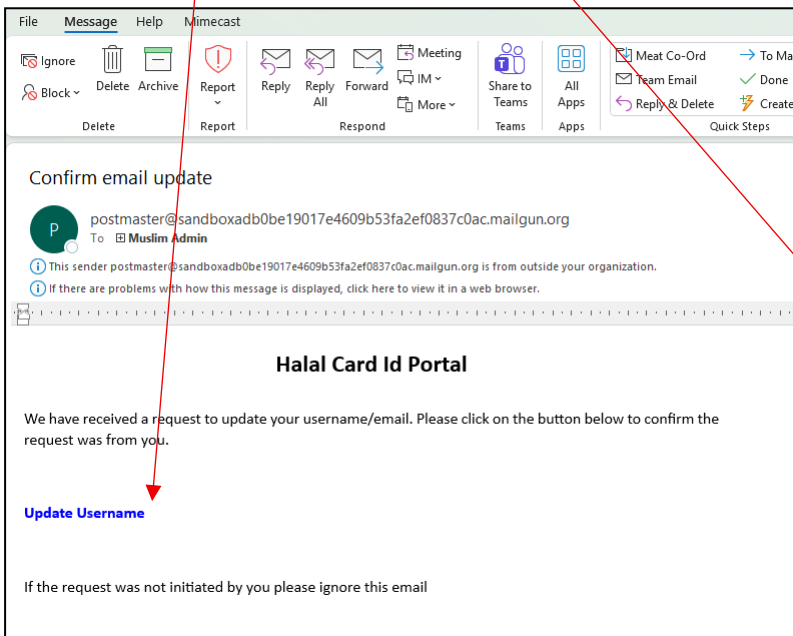 File Message Help Mimecast
Ignore
Block
Delete
Archive
Delete
Report
Report
Reply
Reply All
Forward
Meeting
IM
More
Respond
Share to Teams
Teams
All Apps
Apps
Meat Co-Ord
Team Email
Reply & Delete
To Ma
Done
Create
Quick Steps
Confirm email update
P
postmaster@sandboxadb0be19017e4609b53fa2ef0837c0ac.mailgun.org
To Muslim Admin
This sender postmaster@sandboxadb0be19017e4609b53fa2ef0837c0ac.mailgun.org is from outside your organization.
If there are problems with how this message is displayed, click here to view it in a web browser.
Halal Card Id Portal
We have received a request to update your username/email. Please click on the button below to confirm the
request was from you.
Update Username
If the request was not initiated by you please ignore this email